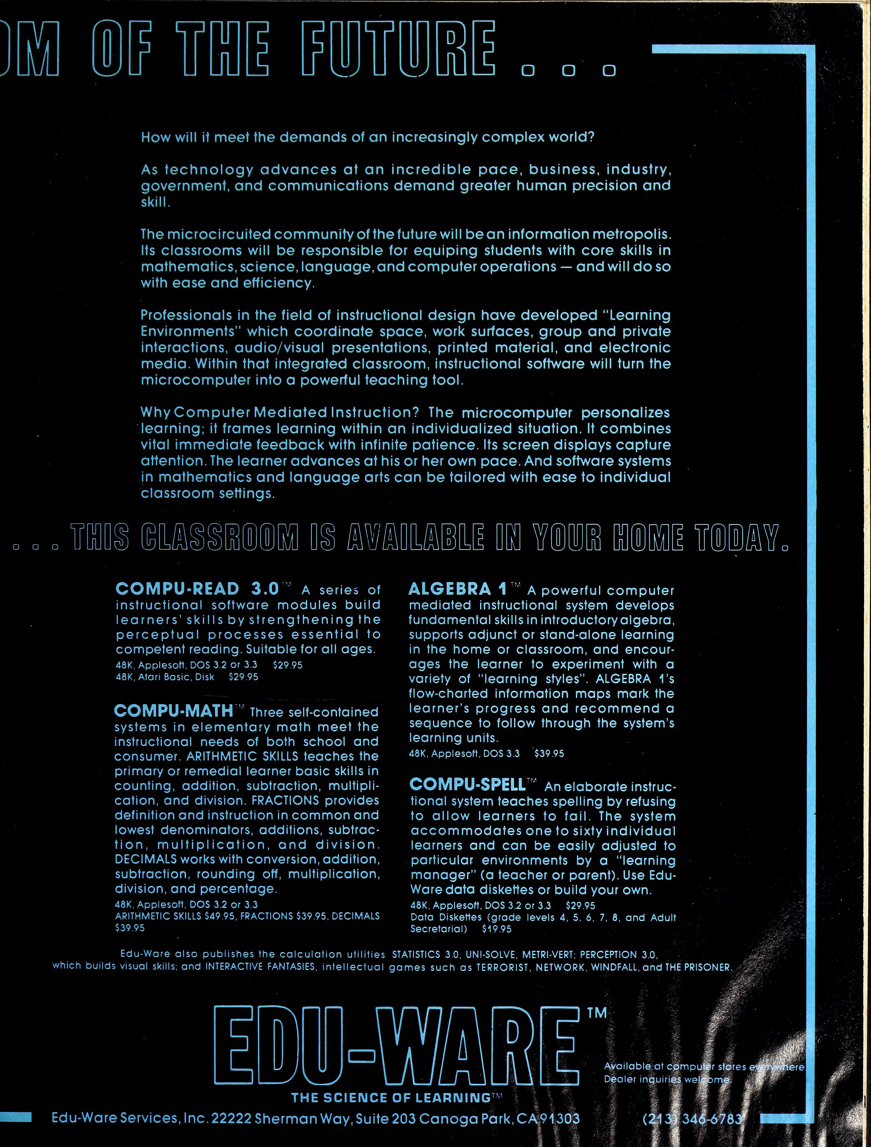 OM OF THE FUTURE . . .
How will it meet the demands of an increasingly complex world?
As technology advances at an incredible pace, business, industry,
government, and communications demand greater human precision and
skill.
The microcircuited community of the future will be an information metropolis.
Its classrooms will be responsible for equiping students with core skills in
mathematics, science, language, and computer operations — and will do so
with ease and efficiency.
Professionals in the field of instructional design have developed "Learning
Environments" which coordinate space, work surfaces, group and private
interactions, audio/visual presentations, printed material, and electronic
media. Within that integrated classroom, instructional software will turn the
microcomputer into a powerful teaching tool.
Why Computer Mediated Instruction? The microcomputer personalizes
learning; it frames learning within an individualized situation. It combines
vital immediate feedback with infinite patience. Its screen displays capture
attention. The learner advances at his or her own pace. And software systems
in mathematics and language arts can be tailored with ease to individual
classroom settings.
. . . THIS CLASSROOM IS AVAILABLE IN YOUR HOME TODAY.
COMPU-READ 3.0™ A series of
instructional software modules build
learners' skills by strengthening the
perceptual processes essential to
competent reading. Suitable for all ages.
48K, Applesoft, DOS 3.2 or 3.3 $29.95
48K, Atari Basic, Disk $29.95
COMPU-MATH™ Three self-contained
systems in elementary math meet the
instructional needs of both school and
consumer. ARITHMETIC SKILLS teaches the
primary or remedial learner basic skills in
counting, addition, subtraction, multipli-
cation, and division. FRACTIONS provides
definition and instruction in common and
lowest denominators, additions, subtrac-
tion, multiplication, and division.
DECIMALS works with conversion, addition,
subtraction, rounding off, multiplication,
division, and percentage.
48K, Applesoft, DOS 3.2 or 3.3
ARITHMETIC SKILLS $49.95, FRACTIONS $39.95, DECIMALS
$39.95
ALGEBRA 1™ A powerful computer
mediated instructional system develops
fundamental skills in introductory algebra,
supports adjunct or stand-alone learning
in the home or classroom, and encour-
ages the learner to experiment with a
variety of "learning styles". ALGEBRA 1's
flow-charted information maps mark the
learner's progress and recommend a
sequence to follow through the system's
learning units.
48K, Applesoft, DOS 3.3 $39.95
COMPU-SPELL™ An elaborate instruc-
tional system teaches spelling by refusing
to allow learners to fail. The system
accommodates one to sixty individual
learners and can be easily adjusted to
particular environments by a "learning
manager" (a teacher or parent). Use Edu-
Ware data diskettes or build your own.
48K, Applesoft, DOS 3.2 or 3.3 $29.95
Data Diskettes (grade levels 4, 5, 6, 7, 8, and Adult
Secretarial) $19.95
Edu-Ware also publishes the calculation utilities STATISTICS 3.0, UNI-SOLVE, METRI-VERT; PERCEPTION 3.0,
which builds visual skills; and INTERACTIVE FANTASIES, intellectual games such as TERRORIST, NETWORK, WINDFALL, and THE PRISONER.
EDU-WARE™
Available at computer stores everywhere
Dealer inquiries welcome.
THE SCIENCE OF LEARNING™
Edu-Ware Services, Inc. 22222 Sherman Way, Suite 203 Canoga Park, CA 91303 (213) 346-6783